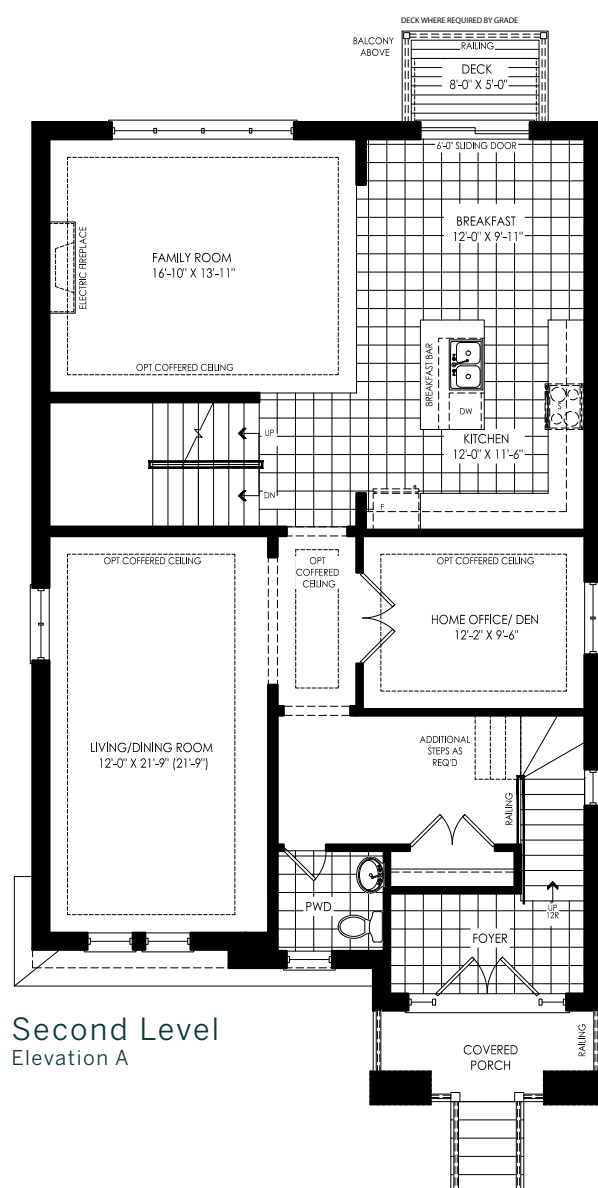 DECK WHERE REQUIRED BY GRADE
BALCONY
ABOVE
RAILING
DECK
8'-0" X 5'-0"
6'-0" SLIDING DOOR
BREAKFAST
12'-0" X 9'-11"
FAMILY ROOM
16'-10" X 13'-11"
ELECTRIC FIREPLACE
OPT COFFERED CEILING
BREAKFAST BAR
DW
KITCHEN
12'-0" X 11'-6"
UP
DN
F
OPT COFFERED CEILING
OPT
COFFERED
CEILING
OPT COFFERED CEILING
HOME OFFICE/ DEN
12'-2" X 9'-6"
LIVING/DINING ROOM
12'-0" X 21'-9" (21'-9")
ADDITIONAL
STEPS AS
REQ'D
RAILING
PWD
UP
12R
FOYER
Second Level
Elevation A
COVERED
PORCH
RAILING